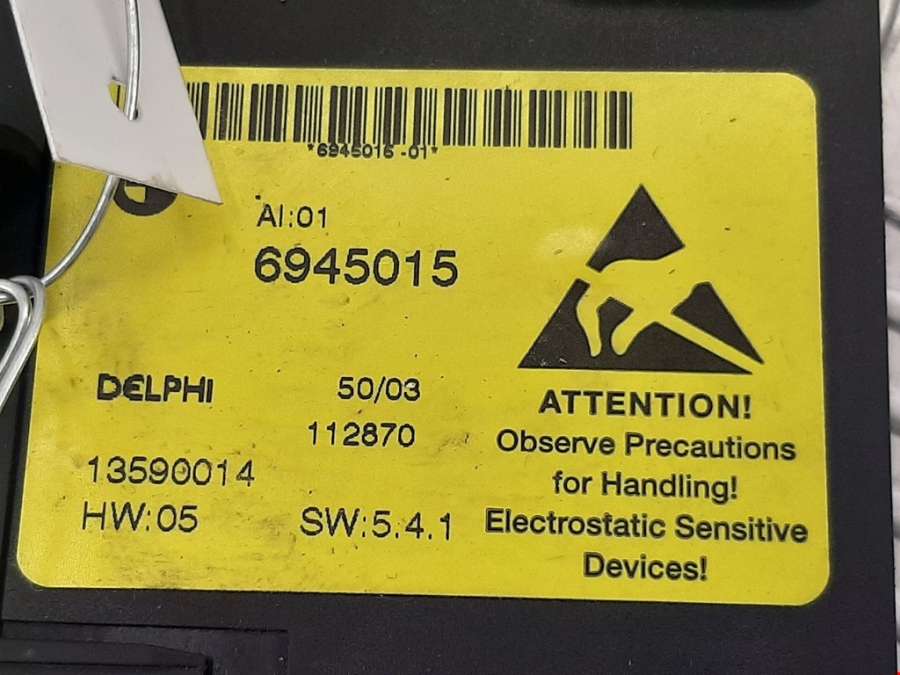 *6945015-01*
AI:01
6945015
DELPHI 50/03
112870
13590014
HW:05 SW:5.4.1
ATTENTION!
Observe Precautions
for Handling!
Electrostatic Sensitive
Devices!